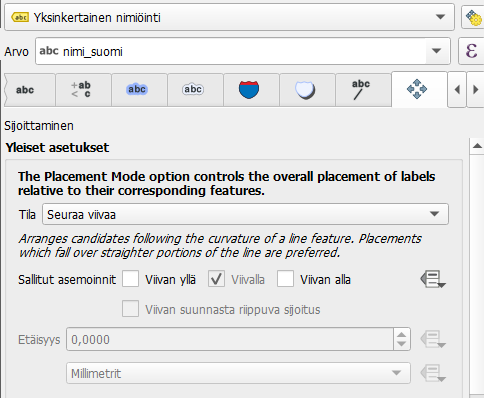 Yksinkertainen nimiöinti
Arvo abc nimi_suomi
abc +ab < c abc abc abc
Sijoittaminen
Yleiset asetukset
The Placement Mode option controls the overall placement of labels
relative to their corresponding features.
Tila Seuraa viivaa
Arranges candidates following the curvature of a line feature. Placements
which fall over straighter portions of the line are preferred.
Sallitut asemoinnit Viivan yllä Viivalla Viivan alla
Viivan suunnasta riippuva sijoitus
Etäisyys 0,0000
Millimetrit